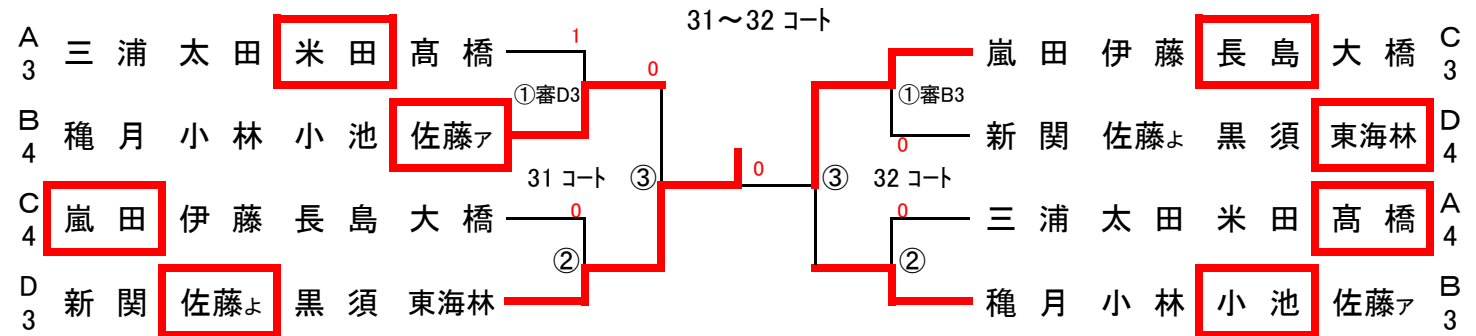 31～32 コート
A 3 三 浦 太 田 米 田 髙 橋 1
0
①審D3
B 4 穐 月 小 林 小 池 佐藤ァ
31 コート ③
C 4 嵐 田 伊 藤 長 島 大 橋 0
②
D 3 新 関 佐藤ょ 黒 須 東海林
0
嵐 田 伊 藤 長 島 大 橋 C 3
①審B3
0 新 関 佐藤ょ 黒 須 東海林 D 4
③ 32 コート
0 三 浦 太 田 米 田 髙 橋 A 4
②
穐 月 小 林 小 池 佐藤ァ B 3